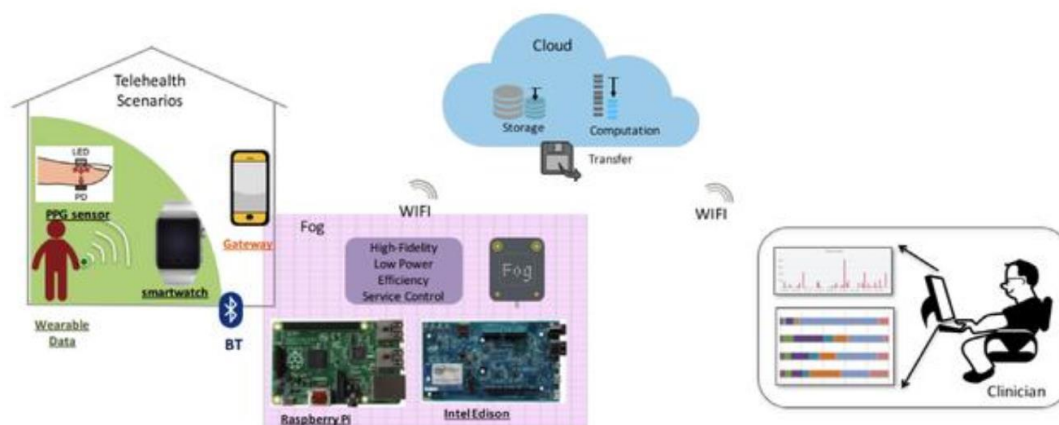 Cloud
Telehealth
Scenarios
Storage
Computation
Transfer
LED
PD
PPG sensor
smartwatch
Gateway
WIFI
WIFI
Fog
High-Fidelity
Low Power
Efficiency
Service Control
Fog
Wearable
Data
BT
Raspberry Pi
Intel Edison
Clinician